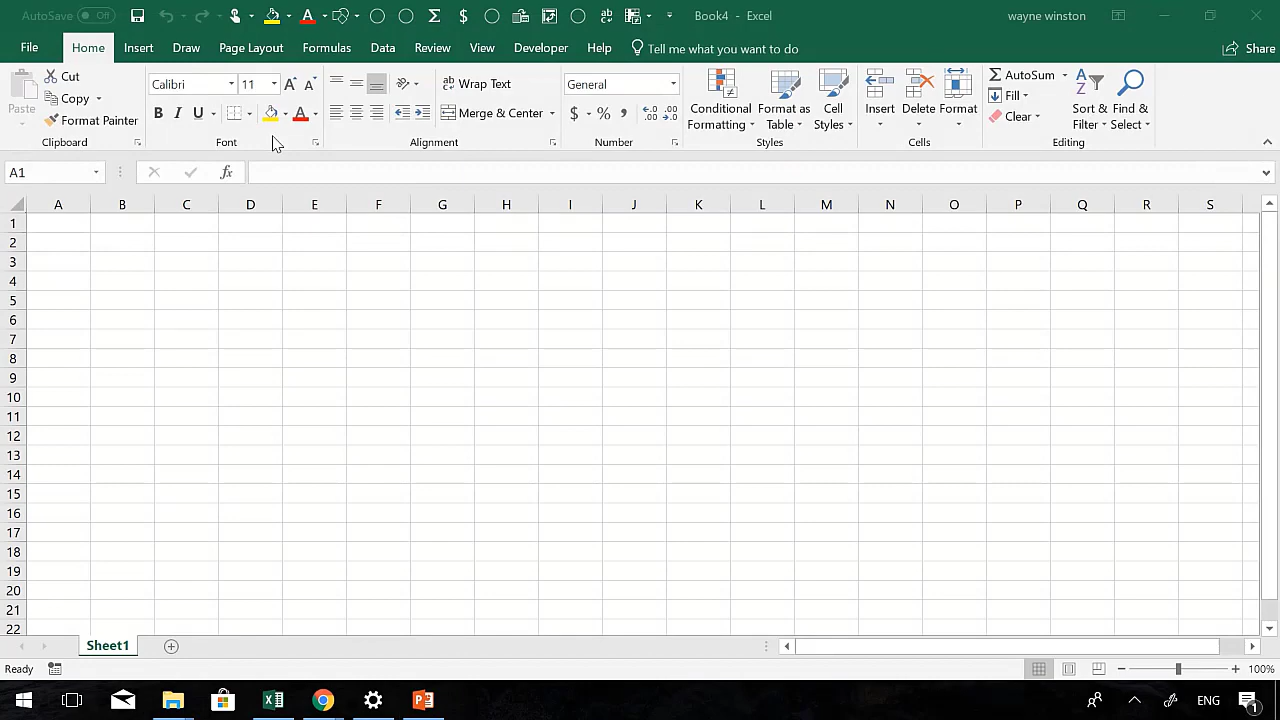 AutoSave Off Book4 - Excel wayne winston
File Home Insert Draw Page Layout Formulas Data Review View Developer Help Tell me what you want to do Share
Paste Cut Copy Format Painter
Clipboard
Calibri 11
B I U
Font
Wrap Text
Merge & Center
Alignment
General
$ % ,
Number
Conditional Formatting
Format as Table
Cell Styles
Styles
Insert Delete Format
Cells
AutoSum
Fill
Clear
Sort & Filter
Find & Select
Editing
A1 fx
A B C D E F G H I J K L M N O P Q R S
1
2
3
4
5
6
7
8
9
10
11
12
13
14
15
16
17
18
19
20
21
22
Sheet1
Ready 100%
ENG 1